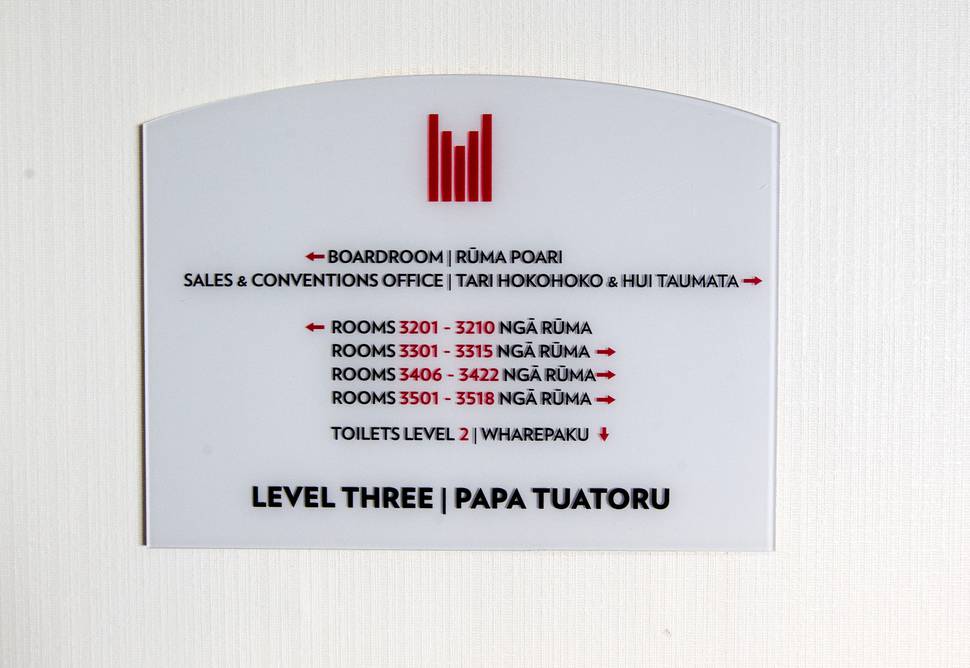 ← BOARDROOM | RŪMA POARI
SALES & CONVENTIONS OFFICE | TARI HOKOHOKO & HUI TAUMATA →
← ROOMS 3201 - 3210 NGĀ RŪMA
ROOMS 3301 - 3315 NGĀ RŪMA →
ROOMS 3406 - 3422 NGĀ RŪMA →
ROOMS 3501 - 3518 NGĀ RŪMA →
TOILETS LEVEL 2 | WHAREPAKU ↓
LEVEL THREE | PAPA TUATORU